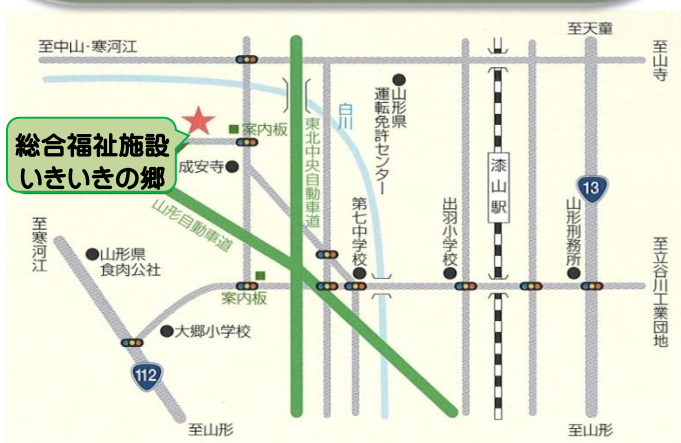 至中山・寒河江
至天童
至山寺
白川
山形県
運転免許センター
案内板
総合福祉施設
いきいきの郷
成安寺
東北中央自動車道
漆山駅
13
山形自動車道
第七中学校
出羽小学校
山形刑務所
至寒河江
山形県
食肉公社
至立谷川工業団地
案内板
大郷小学校
112
至山形
至山形